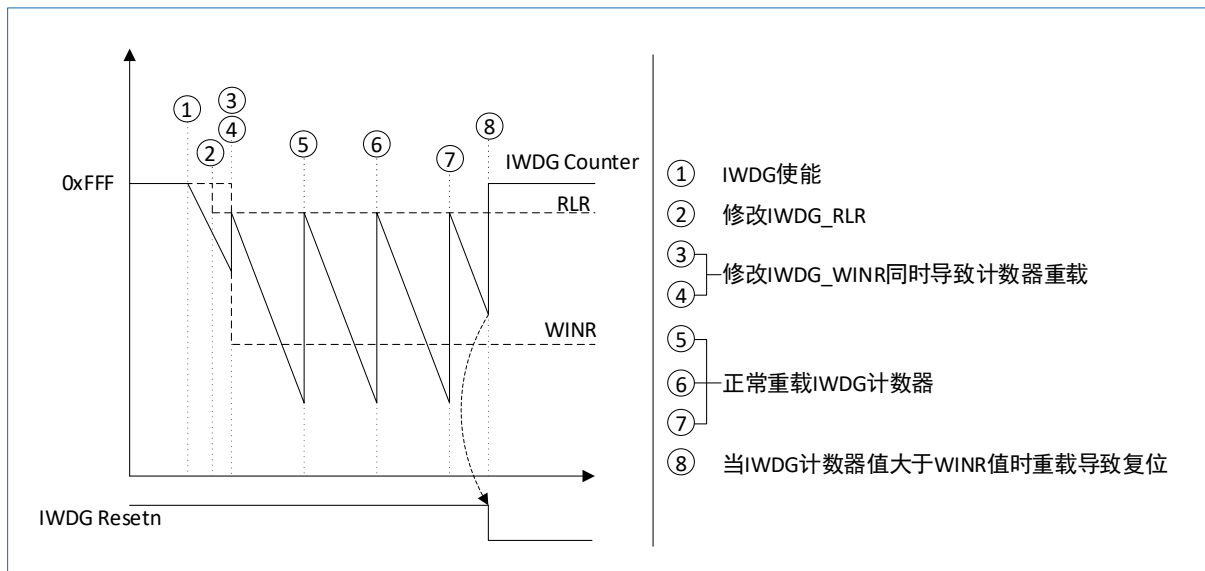 ①
③
②
④
⑤
⑥
⑦
⑧
IWDG Counter
0xFFF
RLR
WINR
IWDG Resetn
① IWDG使能
② 修改IWDG_RLR
③
④
修改IWDG_WINR同时导致计数器重载
⑤
⑥ 正常重载IWDG计数器
⑦
⑧ 当IWDG计数器值大于WINR值时重载导致复位